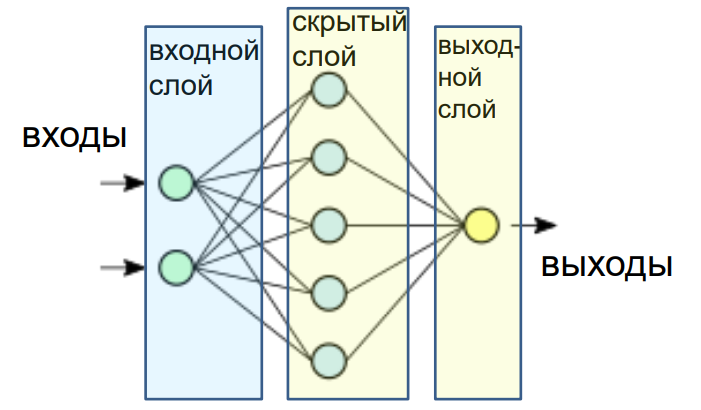 входной
слой
скрытый
слой
выход-
ной
слой
ВХОДЫ
ВЫХОДЫ